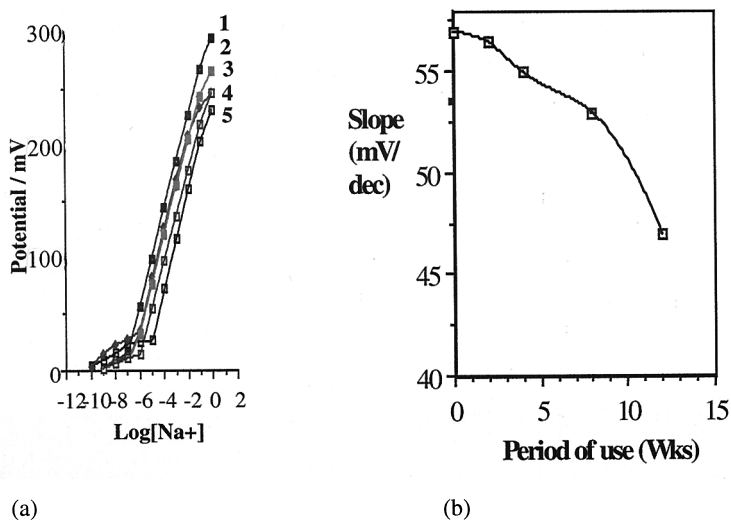 300
200
100
0
Potential / mV
1
2
3
4
5
-12-10-8 -6 -4 -2 0 2
Log[Na+]
(a)
55
50
45
40
Slope
(mV/
dec)
0 5 10 15
Period of use (Wks)
(b)